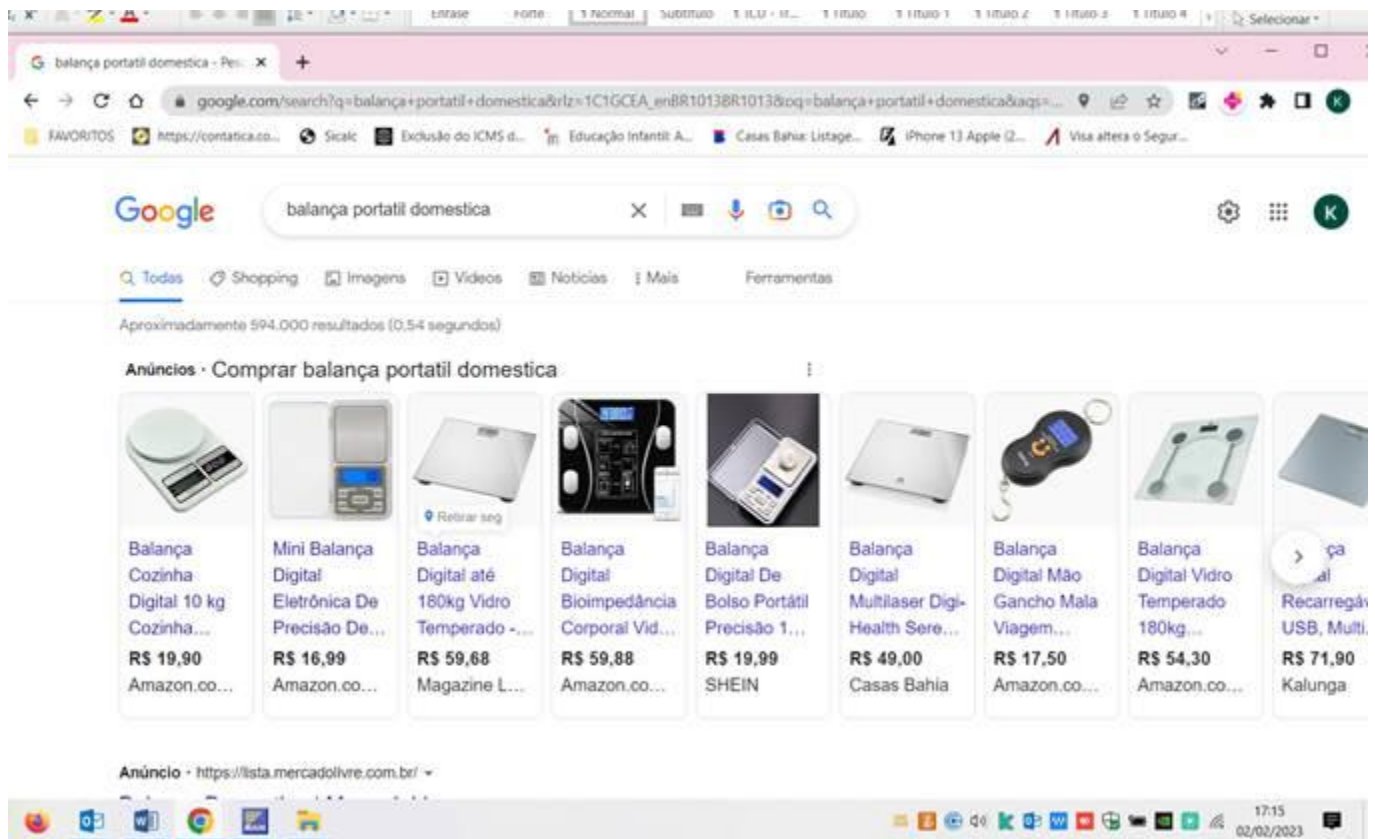 Ênfase Forte 1 Normal Subtítulo Título 1 Título 1 Título 2 1 Título 3 1 Título 4 Selecionar
balança portatil domestica - Pes
google.com/search?q=balança+portatil+domestica&rlz=1C1GCEA_enBR1013BR1013&oq=balança+portatil+domestica&aqs=...
FAVORITOS https://contatica.co... Sicalc Exclusão do ICMS d... Educação Infantil: A... Casas Bahia: Listage... iPhone 13 Apple (2... Visa altera o Segur...
Google balança portatil domestica K
Todas Shopping Imagens Vídeos Notícias Mais Ferramentas
Aproximadamente 594.000 resultados (0,54 segundos)
Anúncios · Comprar balança portatil domestica
Retirar seg
Balança Cozinha Digital 10 kg Cozinha...
R$ 19,90
Amazon.co...
Mini Balança Digital Eletrônica De Precisão De...
R$ 16,99
Amazon.co...
Balança Digital até 180kg Vidro Temperado -...
R$ 59,68
Magazine L...
Balança Digital Bioimpedância Corporal Vid...
R$ 59,88
Amazon.co...
Balança Digital De Bolso Portátil Precisão 1...
R$ 19,99
SHEIN
Balança Digital Multilaser Digi-Health Sere...
R$ 49,00
Casas Bahia
Balança Digital Mão Gancho Mala Viagem...
R$ 17,50
Amazon.co...
Balança Digital Vidro Temperado 180kg...
R$ 54,30
Amazon.co...
Recarregáv
USB, Multi.
R$ 71,90
Kalunga
Anúncio · https://lista.mercadolivre.com.br/
17:15
02/02/2023